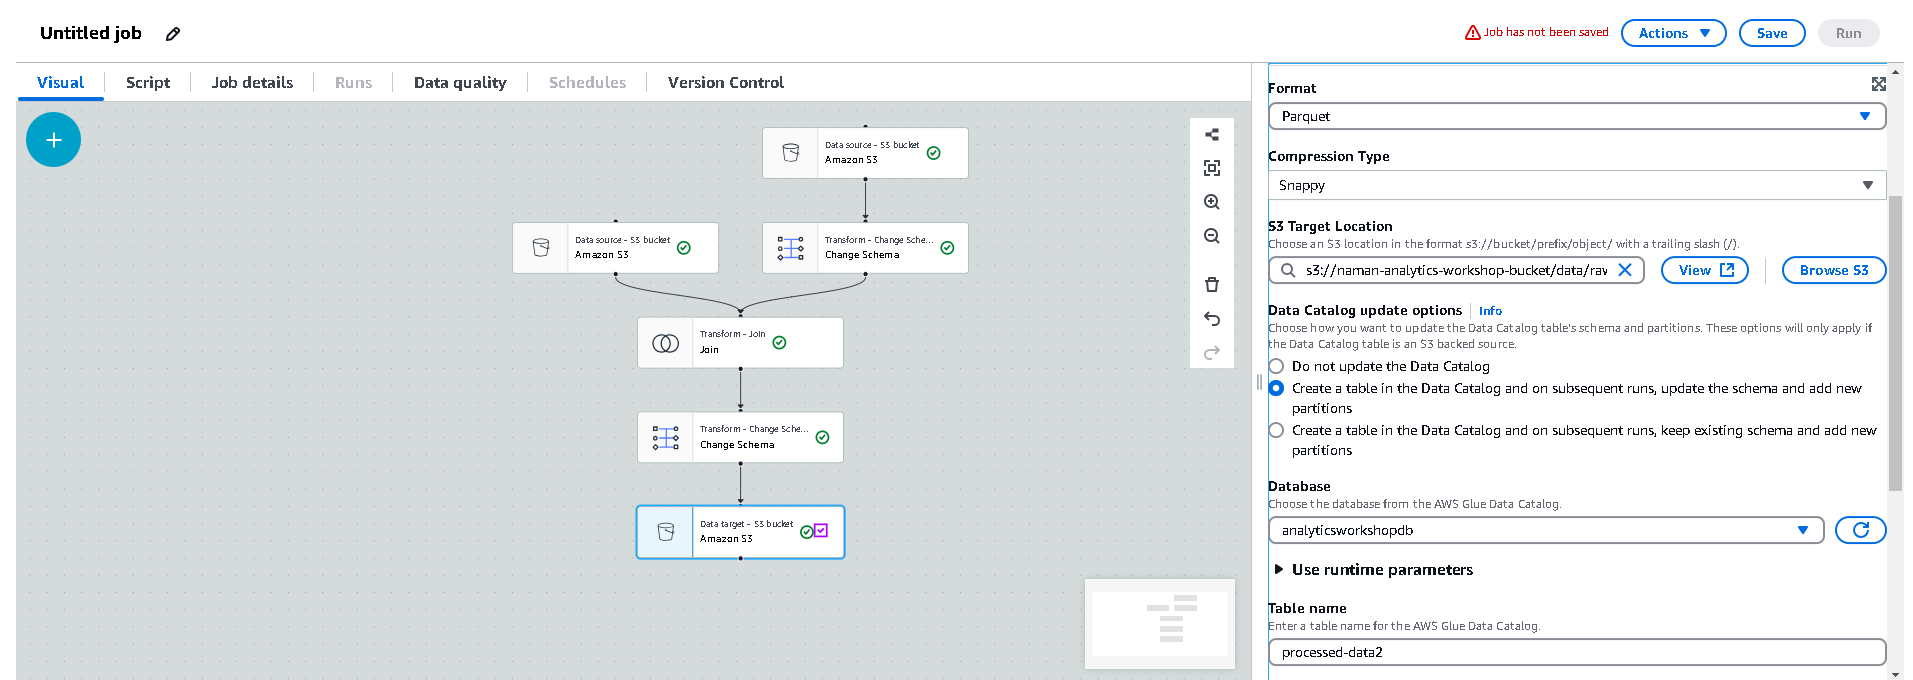 Untitled job
Job has not been saved
Actions
Save
Run
Visual
Script
Job details
Runs
Data quality
Schedules
Version Control
Data source - S3 bucket
Amazon S3
Data source - S3 bucket
Amazon S3
Transform - Change Sche...
Change Schema
Transform - Join
Join
Transform - Change Sche...
Change Schema
Data target - S3 bucket
Amazon S3
Format
Parquet
Compression Type
Snappy
S3 Target Location
Choose an S3 location in the format s3://bucket/prefix/object/ with a trailing slash (/).
s3://naman-analytics-workshop-bucket/data/rav
View
Browse S3
Data Catalog update options
Info
Choose how you want to update the Data Catalog table's schema and partitions. These options will only apply if
the Data Catalog table is an S3 backed source.
Do not update the Data Catalog
Create a table in the Data Catalog and on subsequent runs, update the schema and add new
partitions
Create a table in the Data Catalog and on subsequent runs, keep existing schema and add new
partitions
Database
Choose the database from the AWS Glue Data Catalog.
analyticsworkshopdb
Use runtime parameters
Table name
Enter a table name for the AWS Glue Data Catalog.
processed-data2